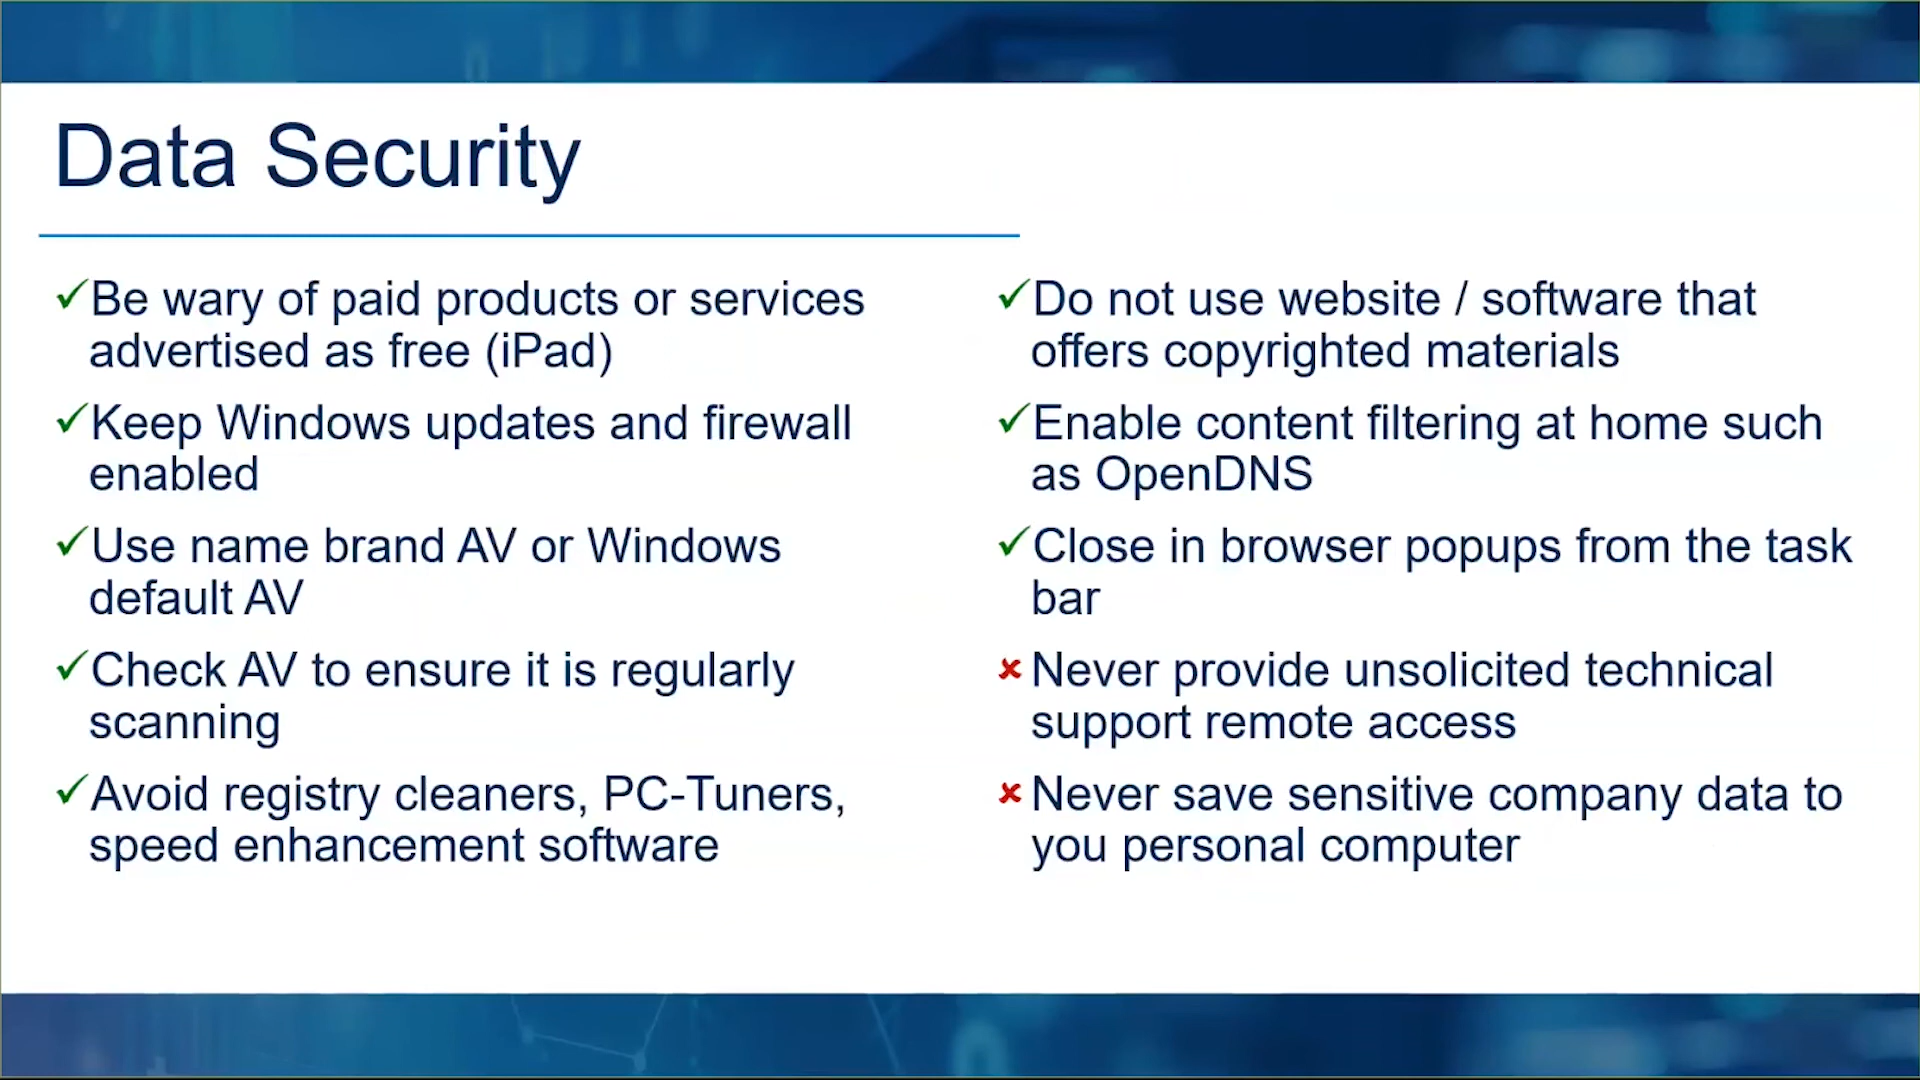 Data Security
✓Be wary of paid products or services
advertised as free (iPad)
✓Keep Windows updates and firewall
enabled
✓Use name brand AV or Windows
default AV
✓Check AV to ensure it is regularly
scanning
✓Avoid registry cleaners, PC-Tuners,
speed enhancement software
✓Do not use website / software that
offers copyrighted materials
✓Enable content filtering at home such
as OpenDNS
✓Close in browser popups from the task
bar
✘Never provide unsolicited technical
support remote access
✘Never save sensitive company data to
you personal computer